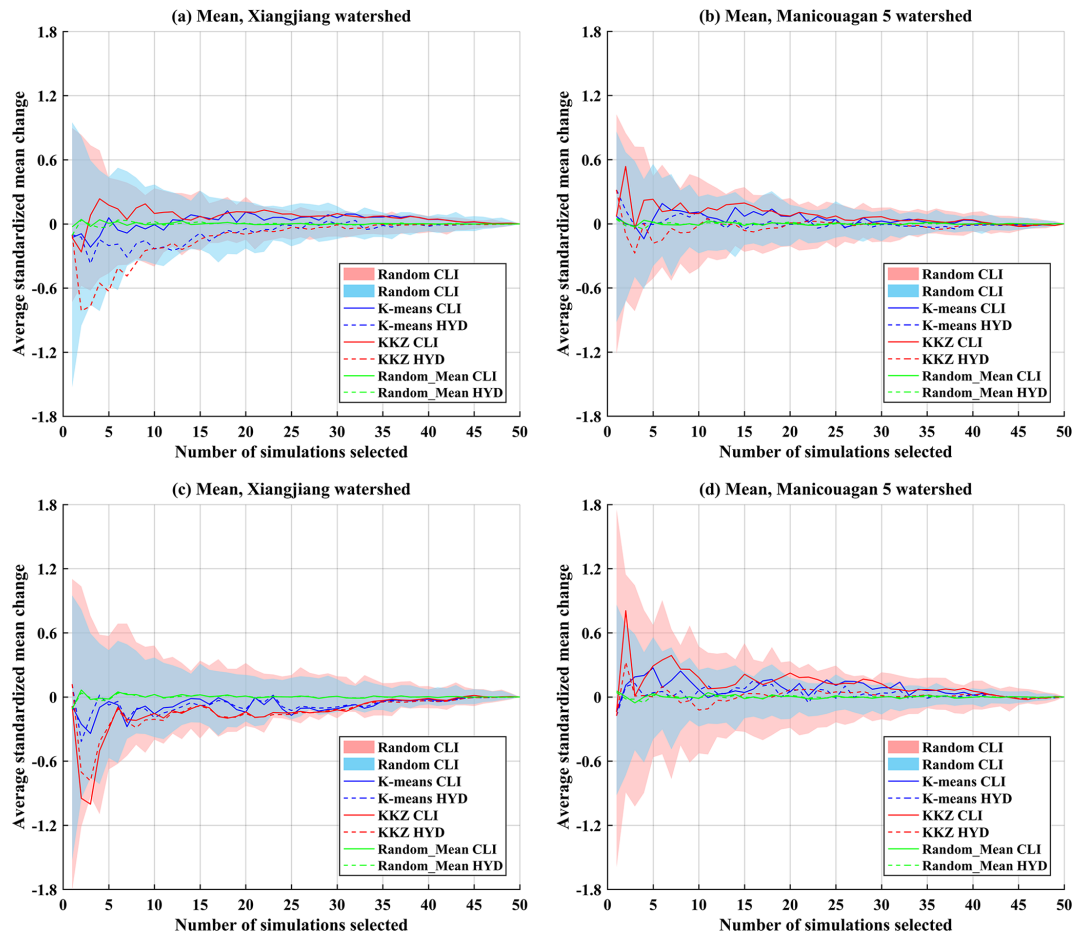 (a) Mean, Xiangjiang watershed
1.8
1.2
0.6
0
-0.6
-1.2
-1.8
Average standardized mean change
0 5 10 15 20 25 30 35 40 45 50
Number of simulations selected
Random CLI
Random CLI
K-means CLI
K-means HYD
KKZ CLI
KKZ HYD
Random_Mean CLI
Random_Mean HYD
(b) Mean, Manicouagan 5 watershed
1.8
1.2
0.6
0
-0.6
-1.2
-1.8
Average standardized mean change
0 5 10 15 20 25 30 35 40 45 50
Number of simulations selected
Random CLI
Random CLI
K-means CLI
K-means HYD
KKZ CLI
KKZ HYD
Random_Mean CLI
Random_Mean HYD
(c) Mean, Xiangjiang watershed
1.8
1.2
0.6
0
-0.6
-1.2
-1.8
Average standardized mean change
0 5 10 15 20 25 30 35 40 45 50
Number of simulations selected
Random CLI
Random CLI
K-means CLI
K-means HYD
KKZ CLI
KKZ HYD
Random_Mean CLI
Random_Mean HYD
(d) Mean, Manicouagan 5 watershed
1.8
1.2
0.6
0
-0.6
-1.2
-1.8
Average standardized mean change
0 5 10 15 20 25 30 35 40 45 50
Number of simulations selected
Random CLI
Random CLI
K-means CLI
K-means HYD
KKZ CLI
KKZ HYD
Random_Mean CLI
Random_Mean HYD